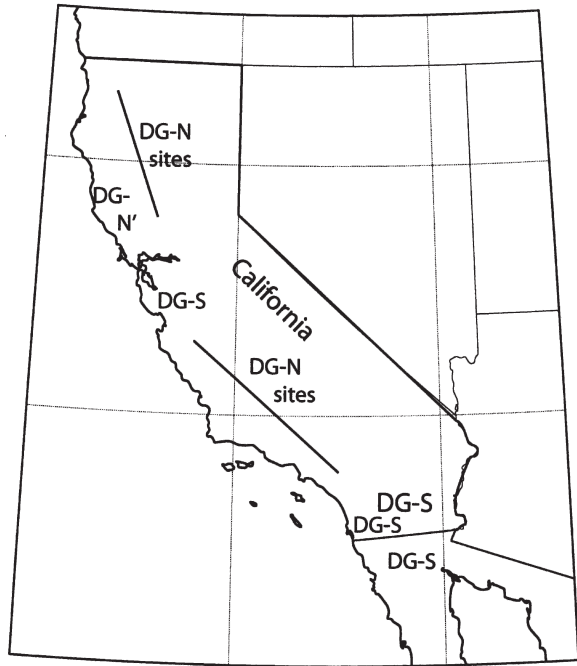 DG-N
sites
DG-
N'
DG-S
California
DG-N
sites
DG-S
DG-S
DG-S